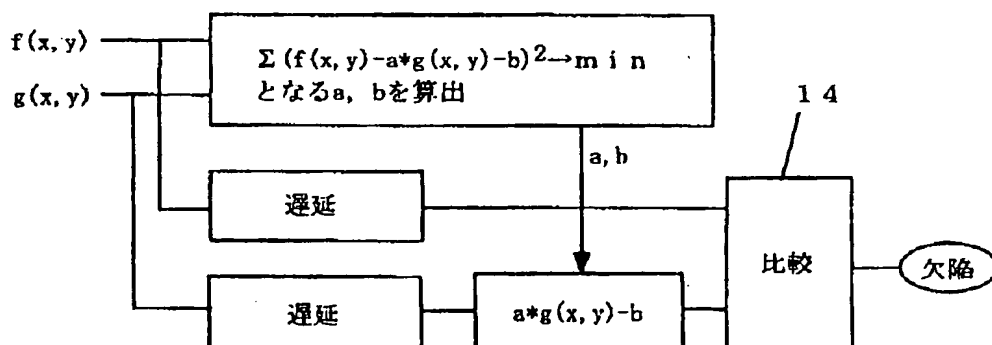 f(x, y)
g(x, y)
Σ(f(x, y)-a*g(x, y)-b)²→min
となるa, bを算出
14
a, b
遅延
比較
欠陥
遅延
a*g(x, y)-b